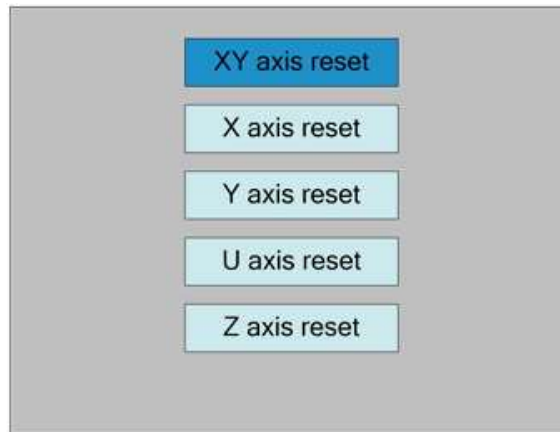 XY axis reset
X axis reset
Y axis reset
U axis reset
Z axis reset